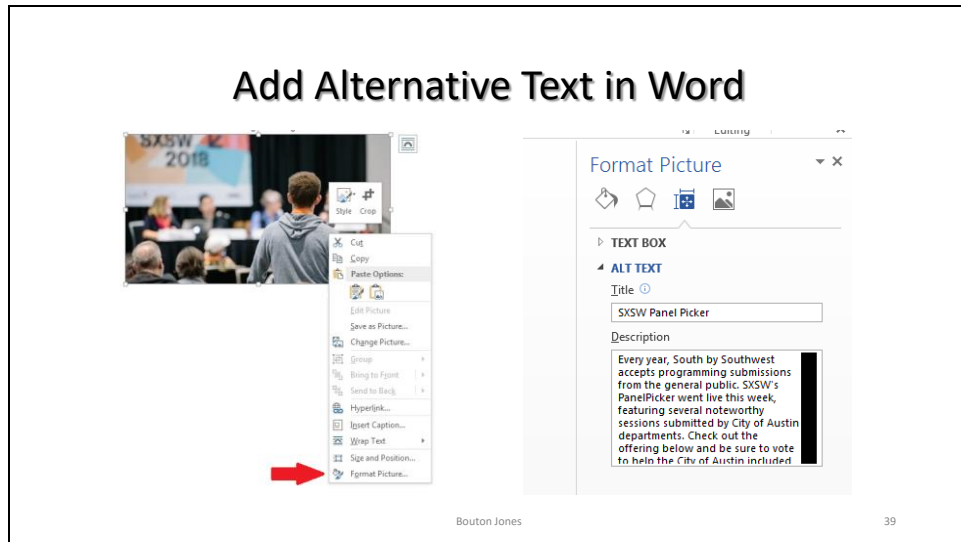 Add Alternative Text in Word
SXSW
2018
Style Crop
Cut
Copy
Paste Options:
Edit Picture
Save as Picture...
Change Picture...
Group
Bring to Front
Send to Back
Hyperlink...
Insert Caption...
Wrap Text
Size and Position...
Format Picture...
Editing
Format Picture
TEXT BOX
ALT TEXT
Title
SXSW Panel Picker
Description
Every year, South by Southwest
accepts programming submissions
from the general public. SXSW's
PanelPicker went live this week,
featuring several noteworthy
sessions submitted by City of Austin
departments. Check out the
offering below and be sure to vote
to help the City of Austin included
Bouton Jones
39